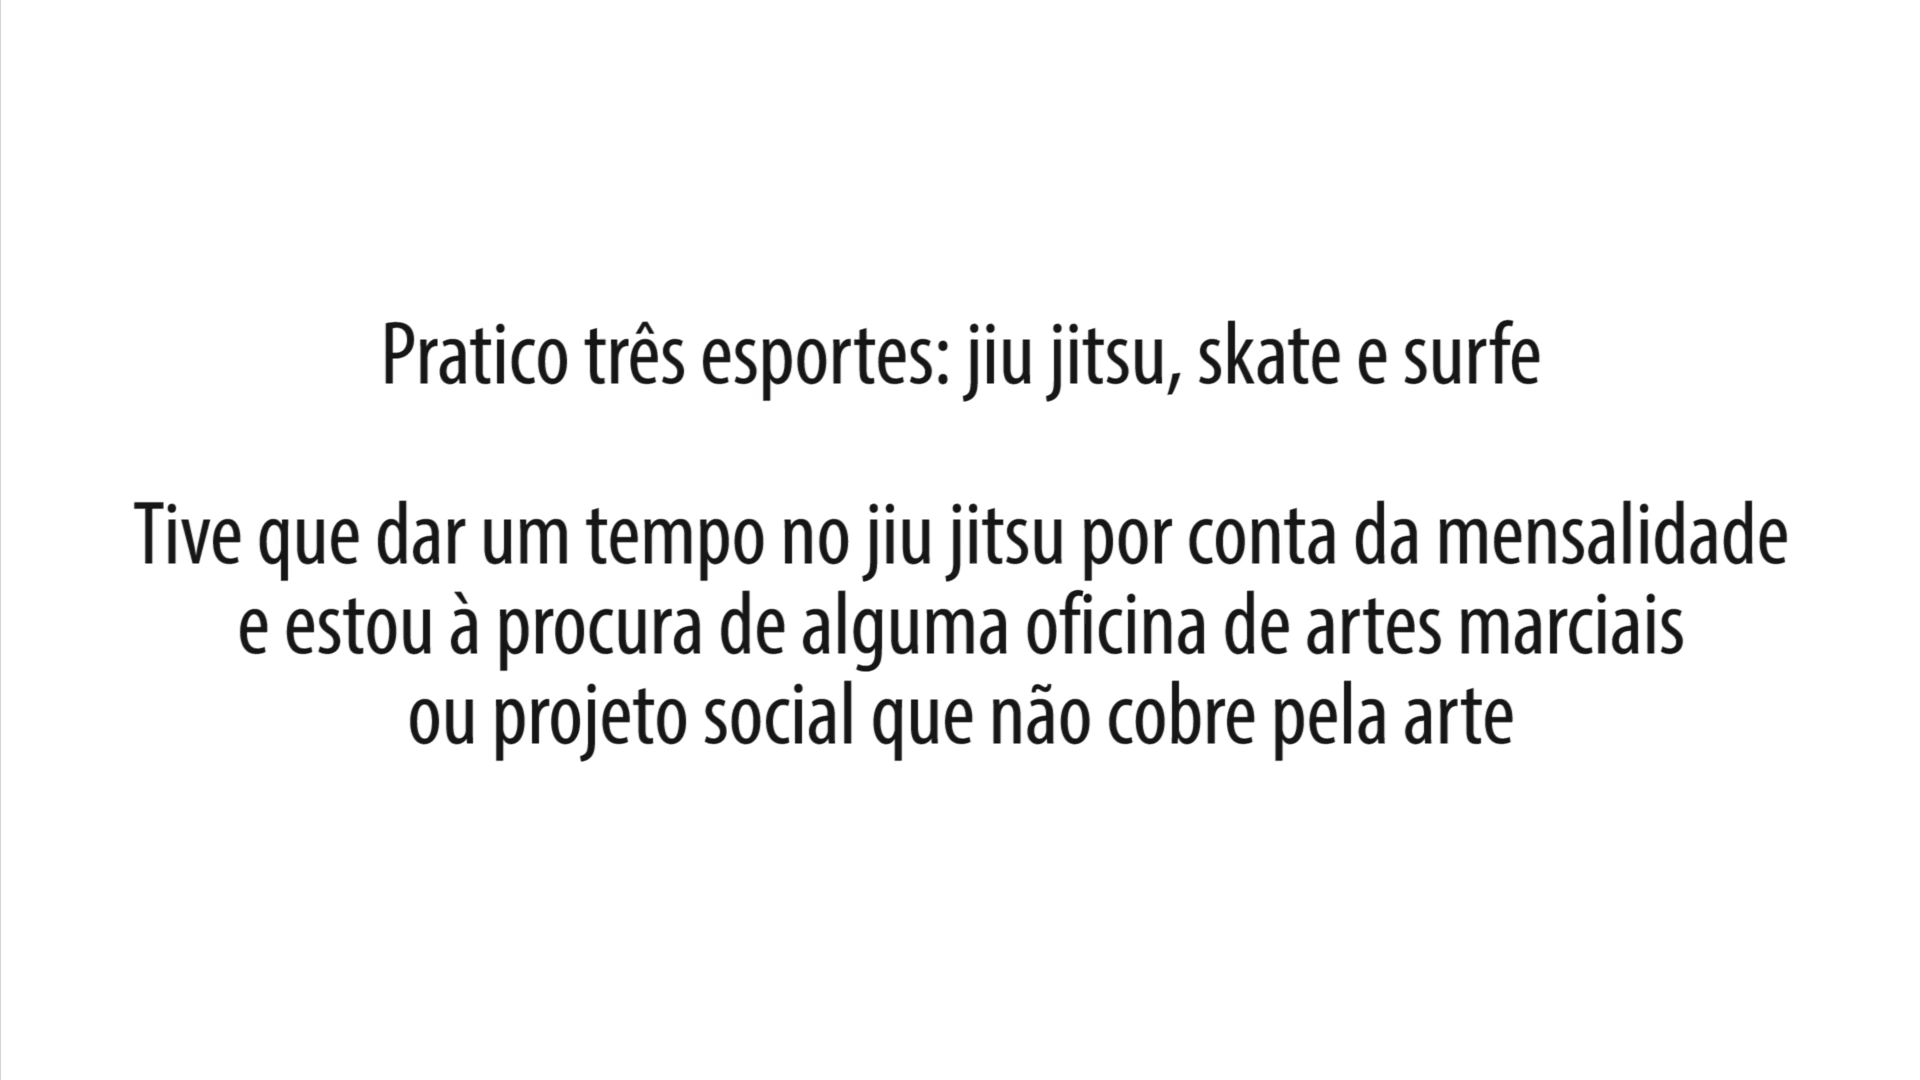 Pratico três esportes: jiu jitsu, skate e surfe
Tive que dar um tempo no jiu jitsu por conta da mensalidade
e estou à procura de alguma oficina de artes marciais
ou projeto social que não cobre pela arte